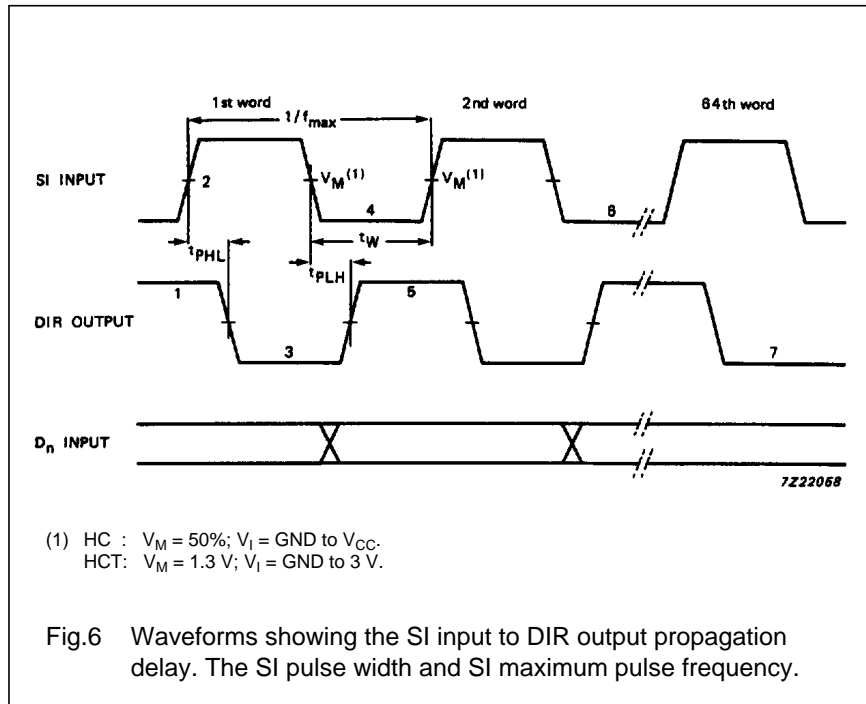 1st word 2nd word 64th word
1/fmax
SI INPUT 2 VM(1) VM(1)
4 6
tW
tPHL tPLH
1 5
DIR OUTPUT
3 7
Dn INPUT
7Z22068
(1) HC : VM = 50%; VI = GND to VCC.
HCT: VM = 1.3 V; VI = GND to 3 V.
Fig.6 Waveforms showing the SI input to DIR output propagation
delay. The SI pulse width and SI maximum pulse frequency.